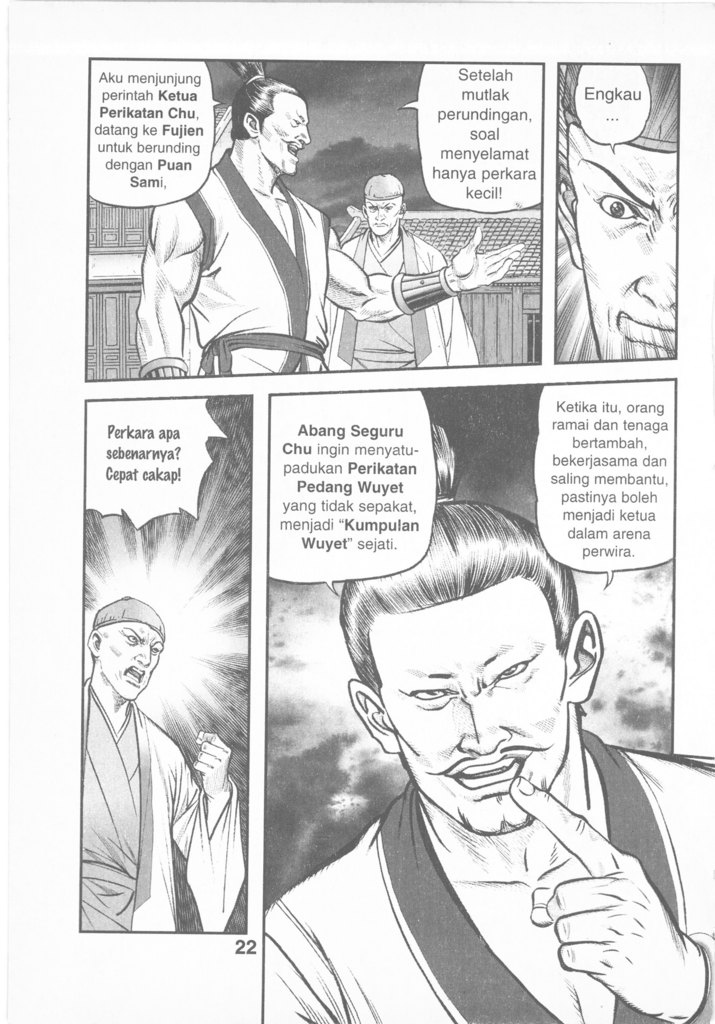 Aku menjunjung
perintah Ketua
Perikatan Chu,
datang ke Fujien
untuk berunding
dengan Puan
Sami,
Setelah
mutlak
perundingan,
soal
menyelamat
hanya perkara
kecil!
Engkau
...
Perkara apa
sebenarnya?
Cepat cakap!
Abang Seguru
Chu ingin menyatu-
padukan Perikatan
Pedang Wuyet
yang tidak sepakat,
menjadi “Kumpulan
Wuyet” sejati.
Ketika itu, orang
ramai dan tenaga
bertambah,
bekerjasama dan
saling membantu,
pastinya boleh
menjadi ketua
dalam arena
perwira.
22